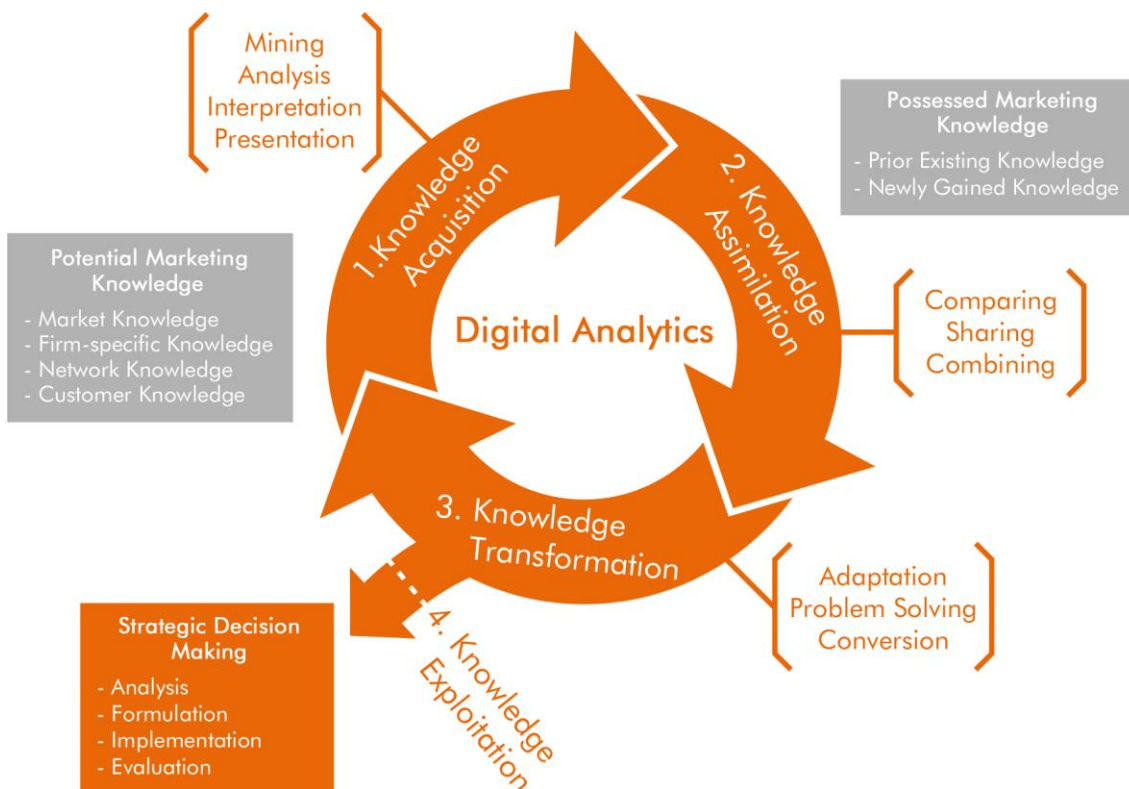 Mining
Analysis
Interpretation
Presentation
Possessed Marketing
Knowledge
- Prior Existing Knowledge
- Newly Gained Knowledge
1.Knowledge
Acquisition
2. Knowledge
Assimilation
Potential Marketing
Knowledge
- Market Knowledge
- Firm-specific Knowledge
- Network Knowledge
- Customer Knowledge
Digital Analytics
Comparing
Sharing
Combining
3. Knowledge
Transformation
Adaptation
Problem Solving
Conversion
4. Knowledge
Exploitation
Strategic Decision
Making
- Analysis
- Formulation
- Implementation
- Evaluation